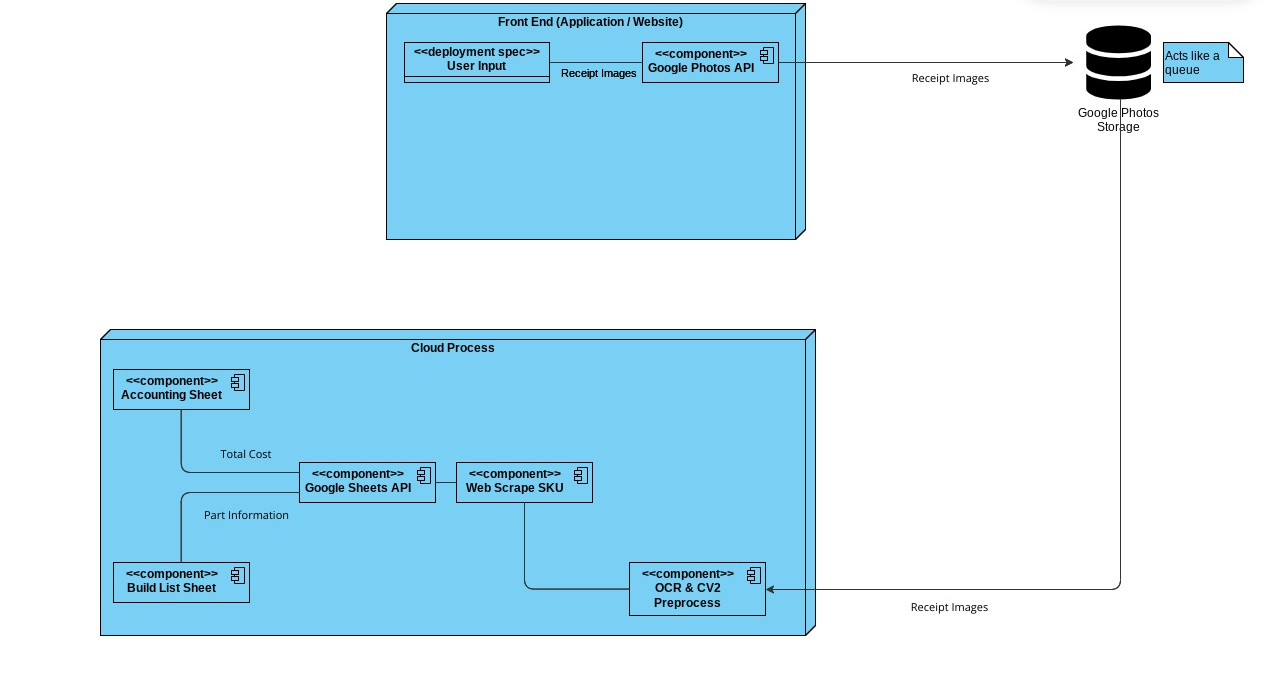 Front End (Application / Website)
<<deployment spec>>
User Input
Receipt Images
<<component>>
Google Photos API
Receipt Images
Google Photos
Storage
Acts like a
queue
Cloud Process
<<component>>
Accounting Sheet
Total Cost
<<component>>
Google Sheets API
<<component>>
Web Scrape SKU
Part Information
<<component>>
Build List Sheet
<<component>>
OCR & CV2
Preprocess
Receipt Images